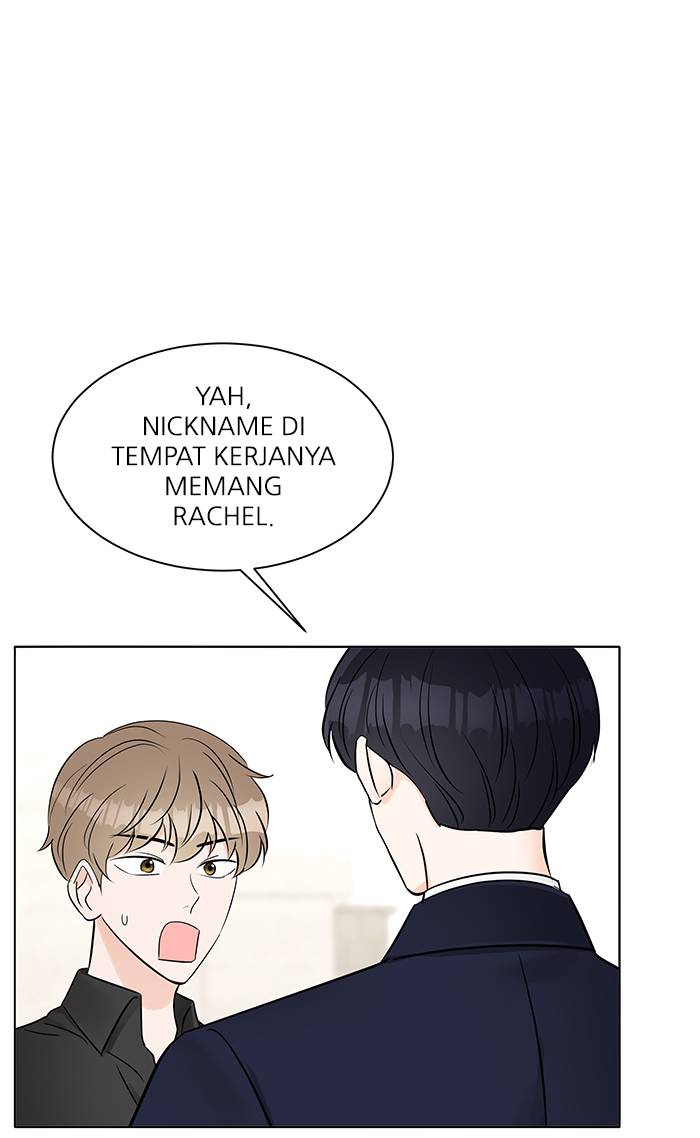 YAH,
NICKNAME DI
TEMPAT KERJANYA
MEMANG
RACHEL.